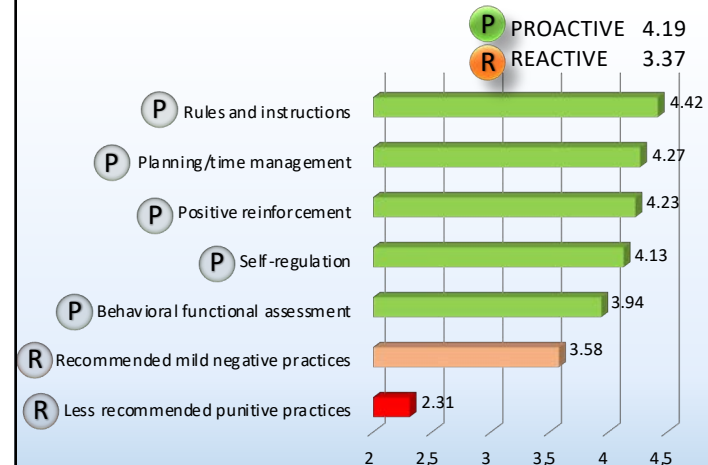 P PROACTIVE 4.19
R REACTIVE 3.37
P Rules and instructions 4.42
P Planning/time management 4.27
P Positive reinforcement 4.23
P Self-regulation 4.13
P Behavioral functional assessment 3.94
R Recommended mild negative practices 3.58
R Less recommended punitive practices 2.31
2 2,5 3 3,5 4 4,5